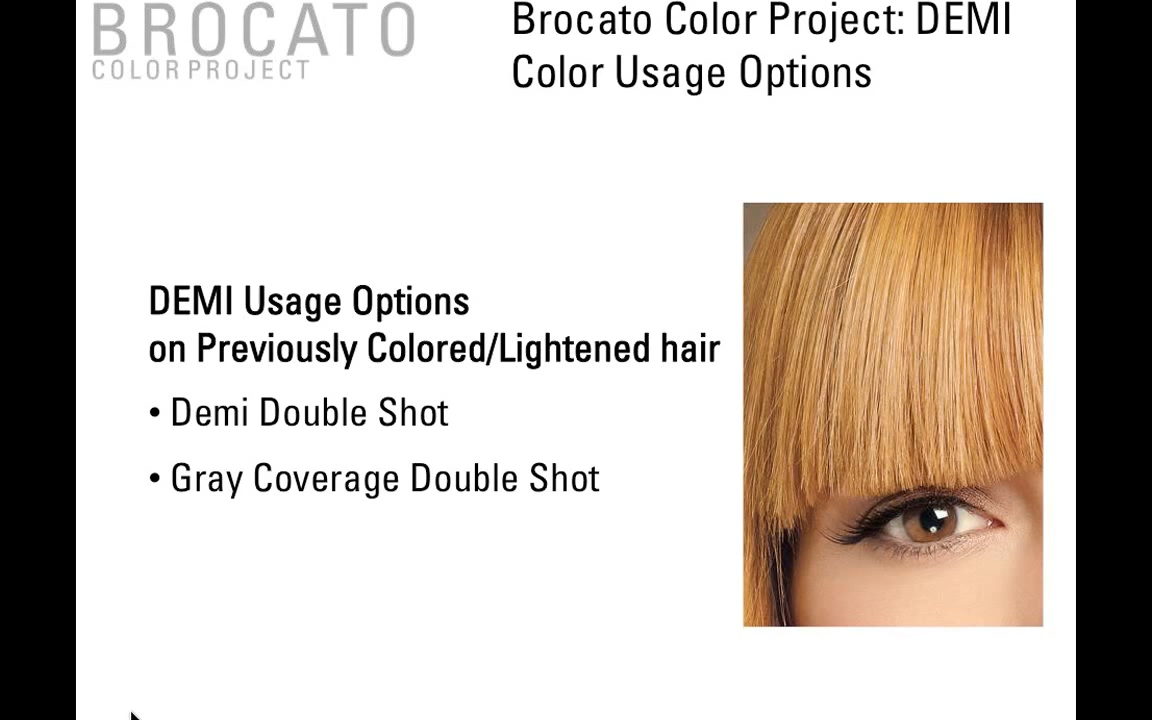 BROCATO
COLOR PROJECT
Brocato Color Project: DEMI
Color Usage Options
DEMI Usage Options
on Previously Colored/Lightened hair
• Demi Double Shot
• Gray Coverage Double Shot